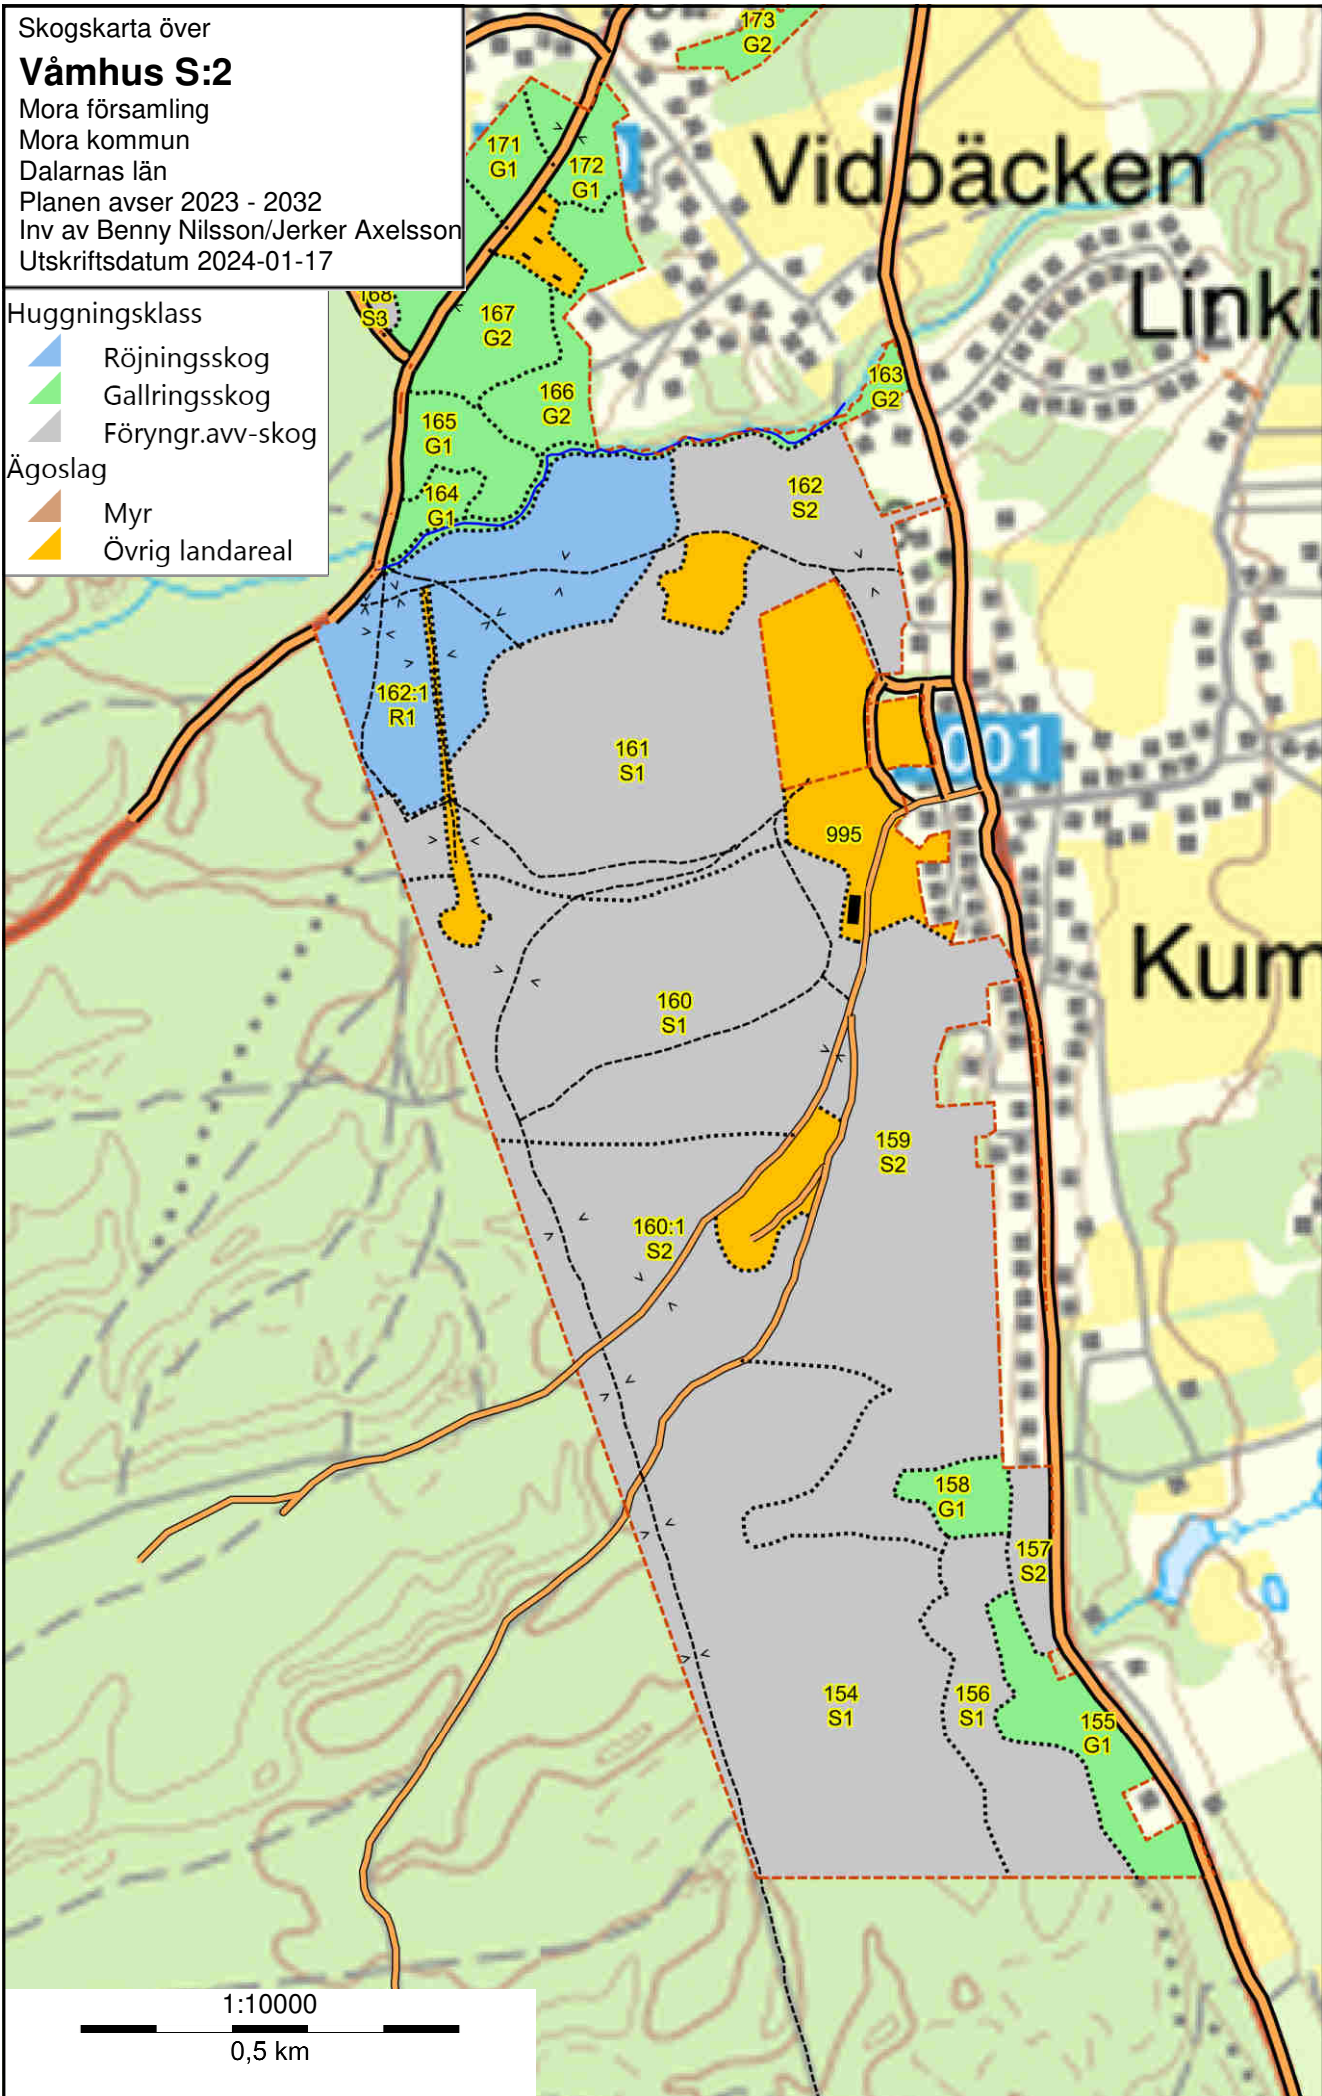 Skogskarta över
Våmhus S:2
Mora församling
Mora kommun
Dalarnas län
Planen avser 2023 - 2032
Inv av Benny Nilsson/Jerker Axelsson
Utskriftsdatum 2024-01-17
Huggningsklass
Röjningsskog
Gallringsskog
Föryngr.avv-skog
Ägoslag
Myr
Övrig landareal
173
G2
171
G1
172
G1
Vidbäcken
168
S3
167
G2
Linki
163
G2
166
G2
165
G1
164
G1
162
S2
162:1
R1
161
S1
001
995
Kum
160
S1
159
S2
160:1
S2
158
G1
157
S2
154
S1
156
S1
155
G1
1:10000
0,5 km